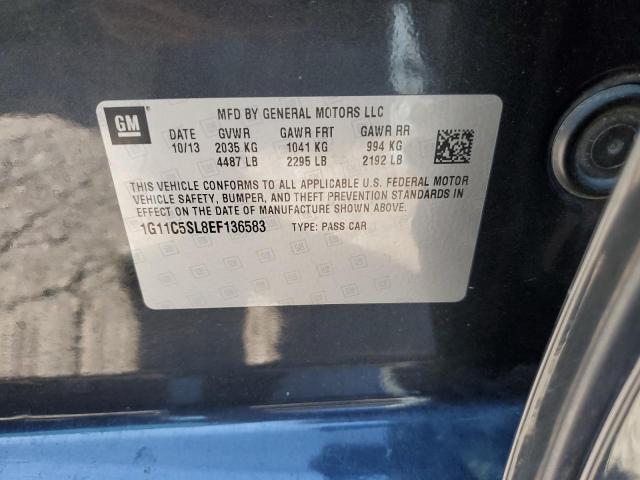 GM
MFD BY GENERAL MOTORS LLC
DATE GVWR GAWR FRT GAWR RR
10/13 2035 KG 1041 KG 994 KG
4487 LB 2295 LB 2192 LB
THIS VEHICLE CONFORMS TO ALL APPLICABLE U.S. FEDERAL MOTOR
VEHICLE SAFETY, BUMPER, AND THEFT PREVENTION STANDARDS IN
EFFECT ON THE DATE OF MANUFACTURE SHOWN ABOVE.
1G11C5SL8EF136583 TYPE: PASS CAR